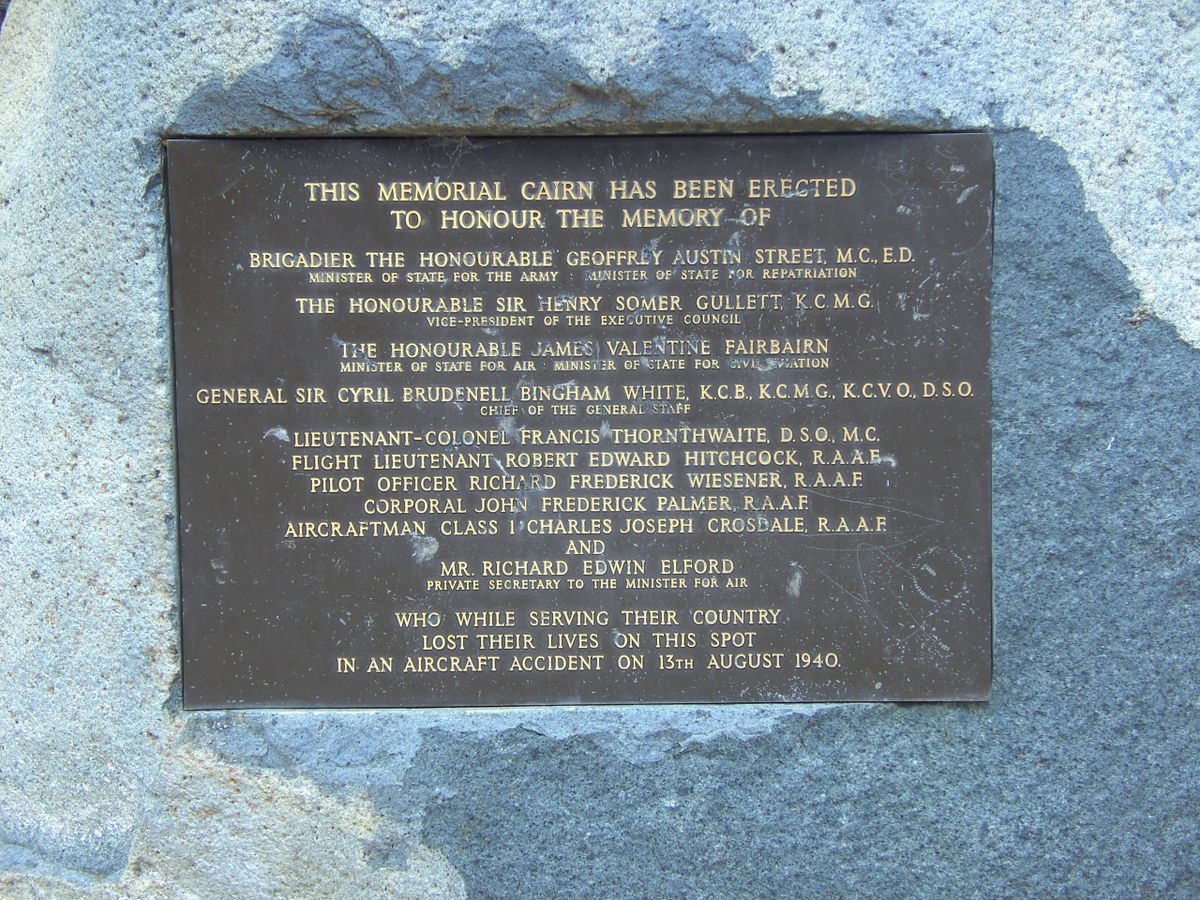 THIS MEMORIAL CAIRN HAS BEEN ERECTED
TO HONOUR THE MEMORY OF
BRIGADIER THE HONOURABLE GEOFFREY AUSTIN STREET, M.C., E.D.
MINISTER OF STATE FOR THE ARMY : MINISTER OF STATE FOR REPATRIATION
THE HONOURABLE SIR HENRY SOMER GULLETT, K.C.M.G.
VICE-PRESIDENT OF THE EXECUTIVE COUNCIL
THE HONOURABLE JAMES VALENTINE FAIRBAIRN
MINISTER OF STATE FOR AIR : MINISTER OF STATE FOR CIVIL AVIATION
GENERAL SIR CYRIL BRUDENELL BINGHAM WHITE, K.C.B., K.C.M.G., K.C.V.O., D.S.O.
CHIEF OF THE GENERAL STAFF
LIEUTENANT-COLONEL FRANCIS THORNTHWAITE, D.S.O., M.C.
FLIGHT LIEUTENANT ROBERT EDWARD HITCHCOCK, R.A.A.F.
PILOT OFFICER RICHARD FREDERICK WIESENER, R.A.A.F.
CORPORAL JOHN FREDERICK PALMER, R.A.A.F.
AIRCRAFTMAN CLASS 1 CHARLES JOSEPH CROSDALE, R.A.A.F.
AND
MR. RICHARD EDWIN ELFORD
PRIVATE SECRETARY TO THE MINISTER FOR AIR
WHO WHILE SERVING THEIR COUNTRY
LOST THEIR LIVES ON THIS SPOT
IN AN AIRCRAFT ACCIDENT ON 13TH AUGUST 1940.